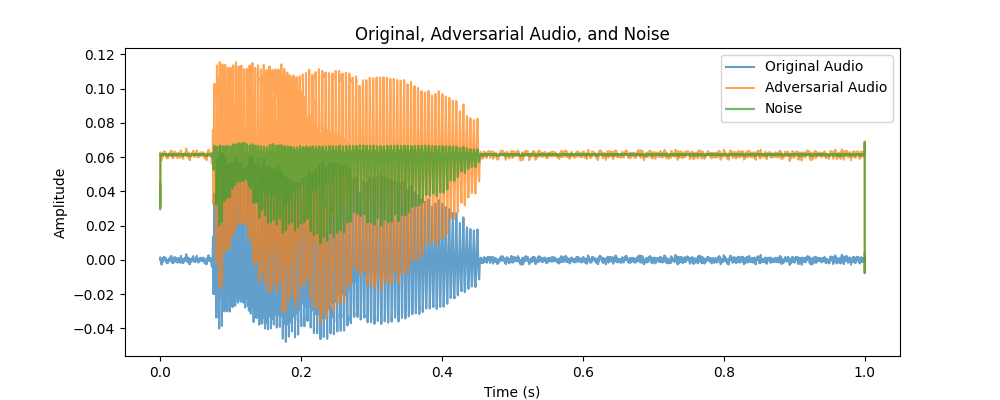 Original, Adversarial Audio, and Noise
Original Audio
Adversarial Audio
Noise
0.12
0.10
0.08
0.06
0.04
0.02
0.00
−0.02
−0.04
Amplitude
0.0
0.2
0.4
0.6
0.8
1.0
Time (s)